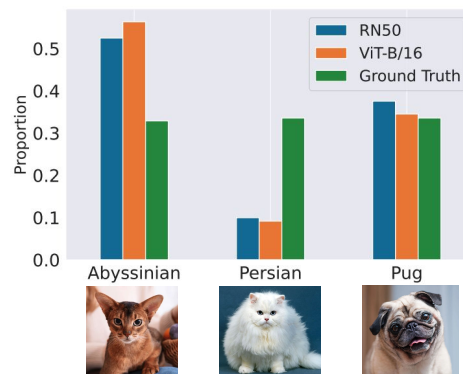 RN50
ViT-B/16
Ground Truth
Proportion
0.5
0.4
0.3
0.2
0.1
0.0
Abyssinian Persian Pug